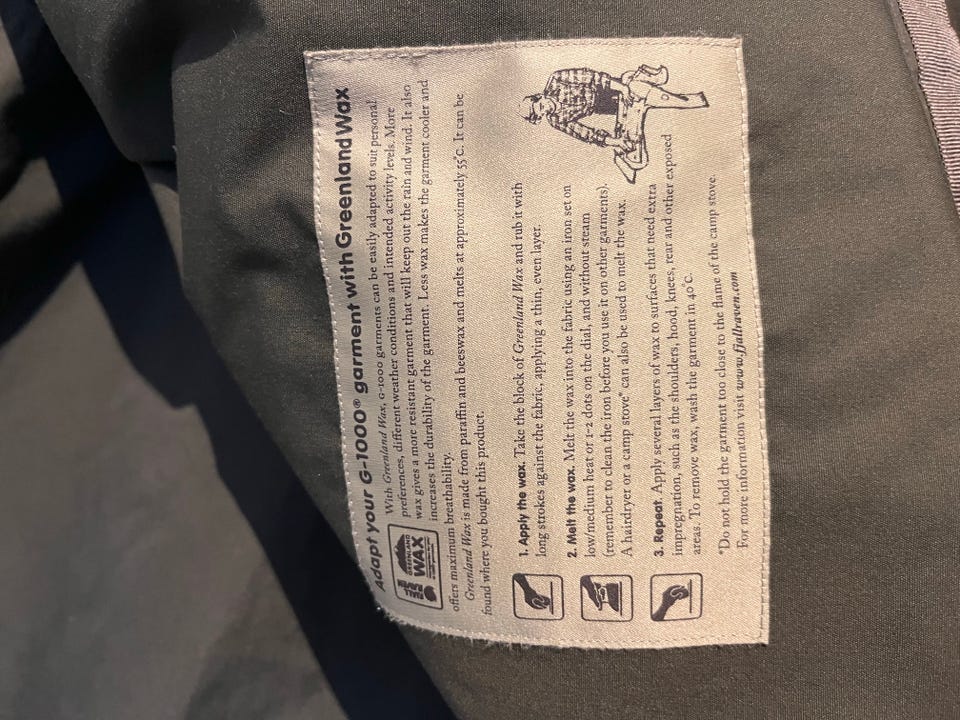 Adapt your G-1000® garment with Greenland Wax
With Greenland Wax, G-1000 garments can be easily adapted to suit personal
preferences, different weather conditions and intended activity levels. More
wax gives a more resistant garment that will keep out the rain and wind. It also
increases the durability of the garment. Less wax makes the garment cooler and
offers maximum breathability.
GREENLAND
WAX
Greenland Wax is made from paraffin and beeswax and melts at approximately 55°C. It can be
found where you bought this product.
1. Apply the wax. Take the block of Greenland Wax and rub it with
long strokes against the fabric, applying a thin, even layer.
2. Melt the wax. Melt the wax into the fabric using an iron set on
low/medium heat or 1-2 dots on the dial, and without steam
(remember to clean the iron before you use it on other garments).
A hairdryer or a camp stove* can also be used to melt the wax.
3. Repeat. Apply several layers of wax to surfaces that need extra
impregnation, such as the shoulders, hood, knees, rear and other exposed
areas. To remove wax, wash the garment in 40°C.
*Do not hold the garment too close to the flame of the camp stove.
For more information visit www.fjallraven.com